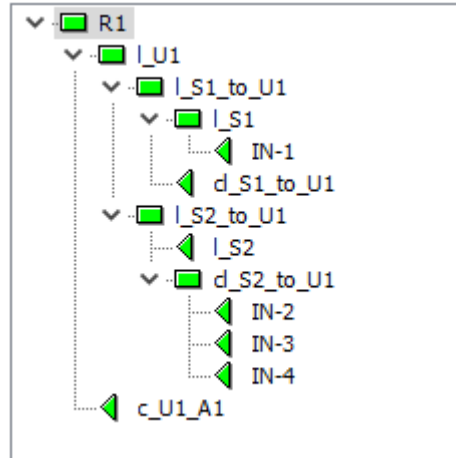 R1
l_U1
l_S1_to_U1
l_S1
IN-1
cl_S1_to_U1
l_S2_to_U1
l_S2
cl_S2_to_U1
IN-2
IN-3
IN-4
c_U1_A1